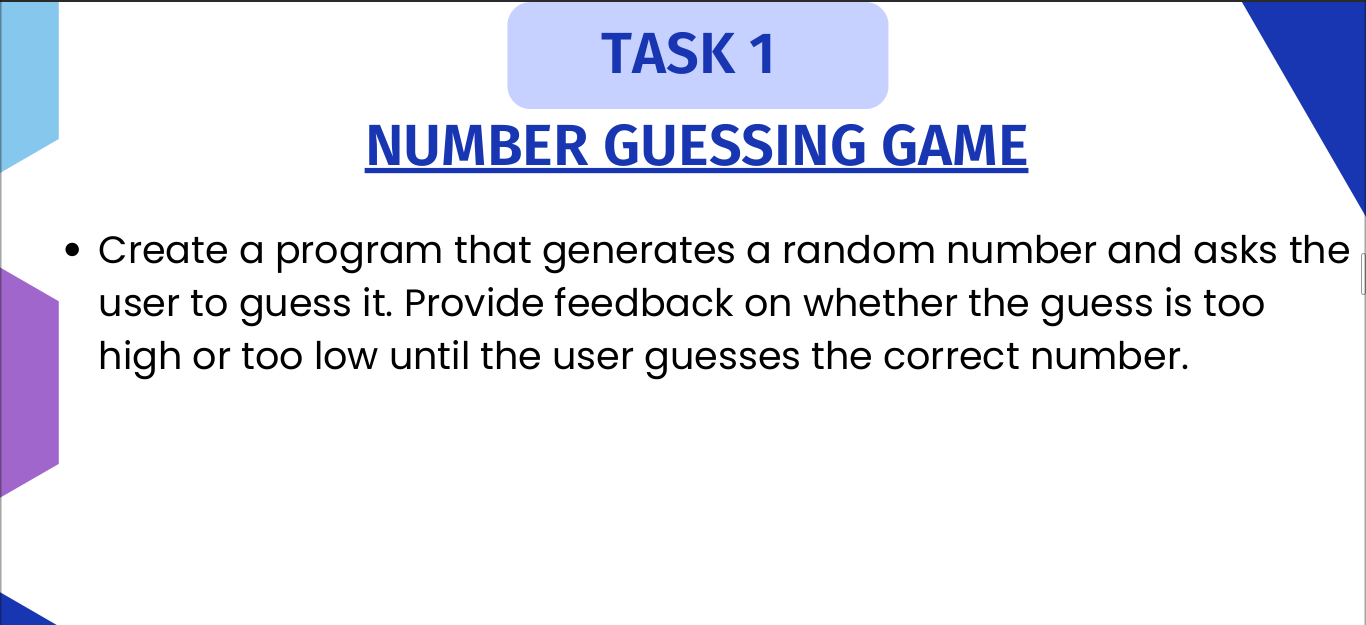 TASK 1
NUMBER GUESSING GAME
• Create a program that generates a random number and asks the
user to guess it. Provide feedback on whether the guess is too
high or too low until the user guesses the correct number.